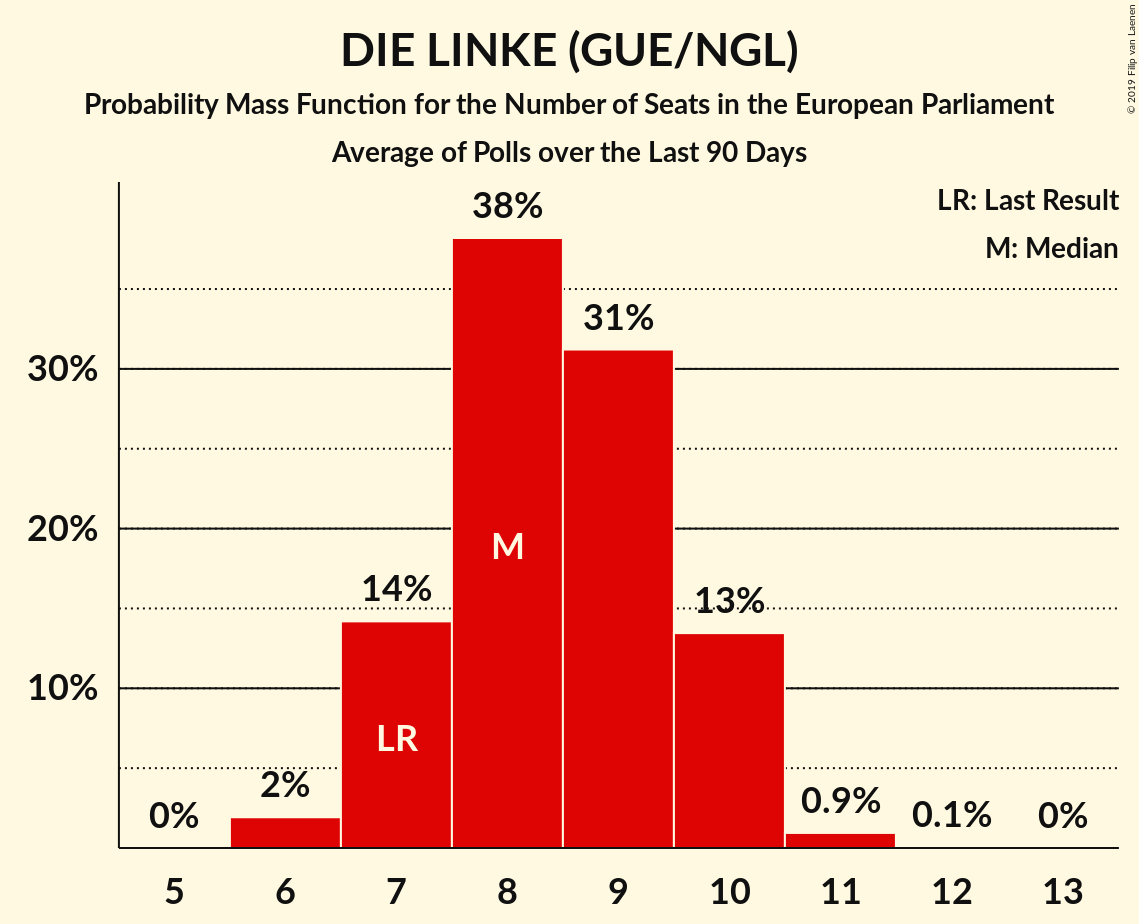 DIE LINKE (GUE/NGL)
Probability Mass Function for the Number of Seats in the European Parliament
Average of Polls over the Last 90 Days
© 2019 Filip van Laenen
LR: Last Result
M: Median
38%
31%
30%
20%
M
14%
13%
10%
LR
2%
0%
0.9%
0.1%
0%
5 6 7 8 9 10 11 12 13